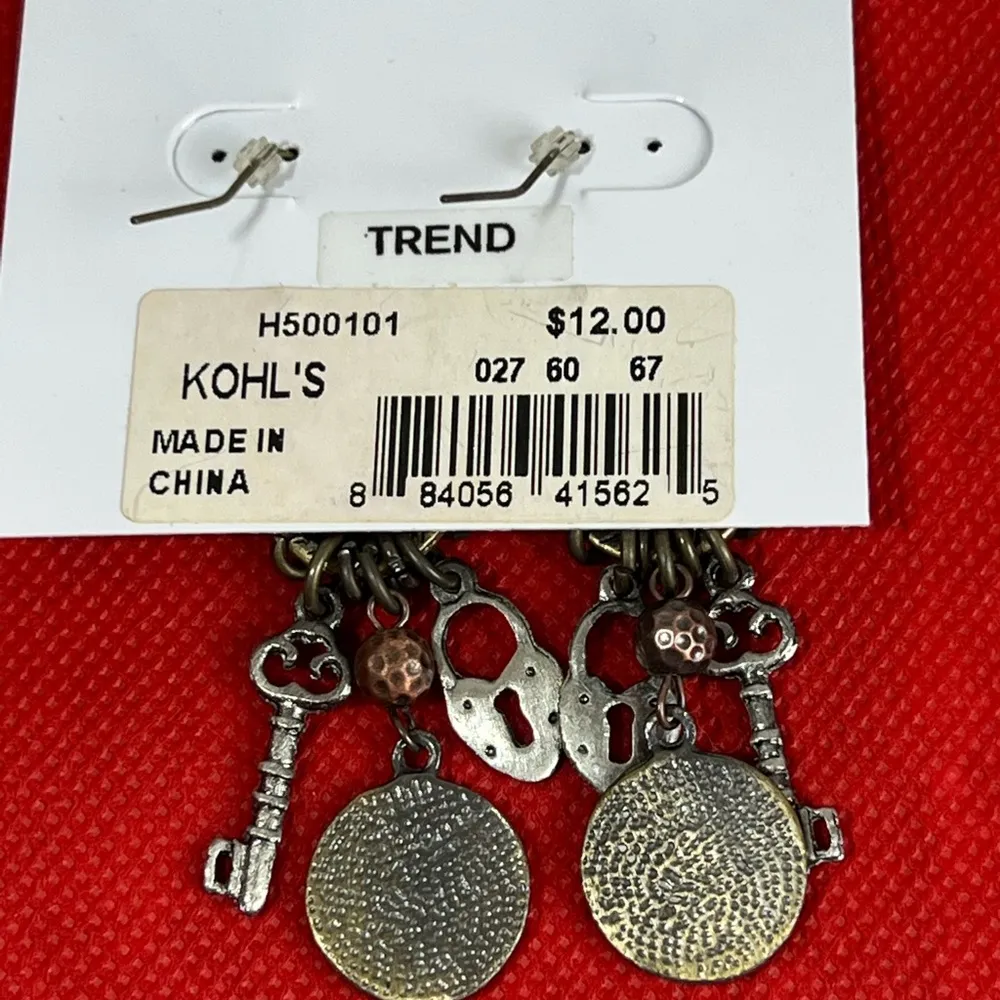 TREND
H500101 $12.00
KOHL'S 027 60 67
MADE IN
CHINA
8 84056 41562 5